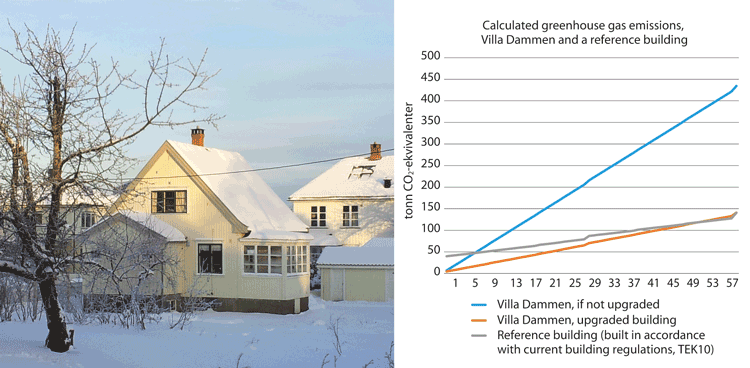 Calculated greenhouse gas emissions,
Villa Dammen and a reference building
tonn CO₂-ekvivalenter
500
450
400
350
300
250
200
150
100
50
0
1 5 9 13 17 21 25 29 33 37 41 45 49 53 57
Villa Dammen, if not upgraded
Villa Dammen, upgraded building
Reference building (built in accordance
with current building regulations, TEK10)